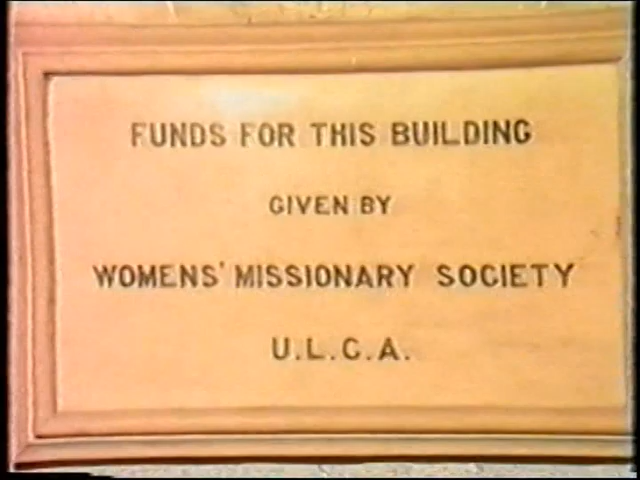 FUNDS FOR THIS BUILDING
GIVEN BY
WOMENS' MISSIONARY SOCIETY
U.L.C.A.